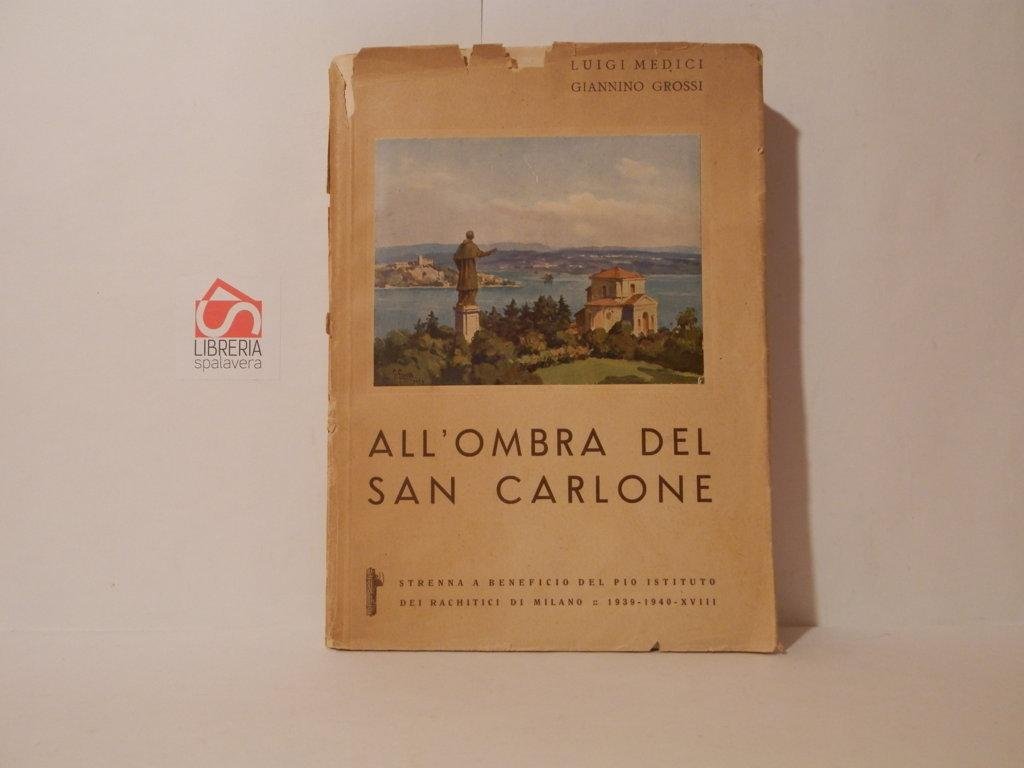 LUIGI MEDICI
GIANNINO GROSSI
ALL'OMBRA DEL
SAN CARLONE
STRENNA A BENEFICIO DEL PIO ISTITUTO
DEI RACHITICI DI MILANO :: 1939-1940-XVIII
LIBRERIA
spalavera